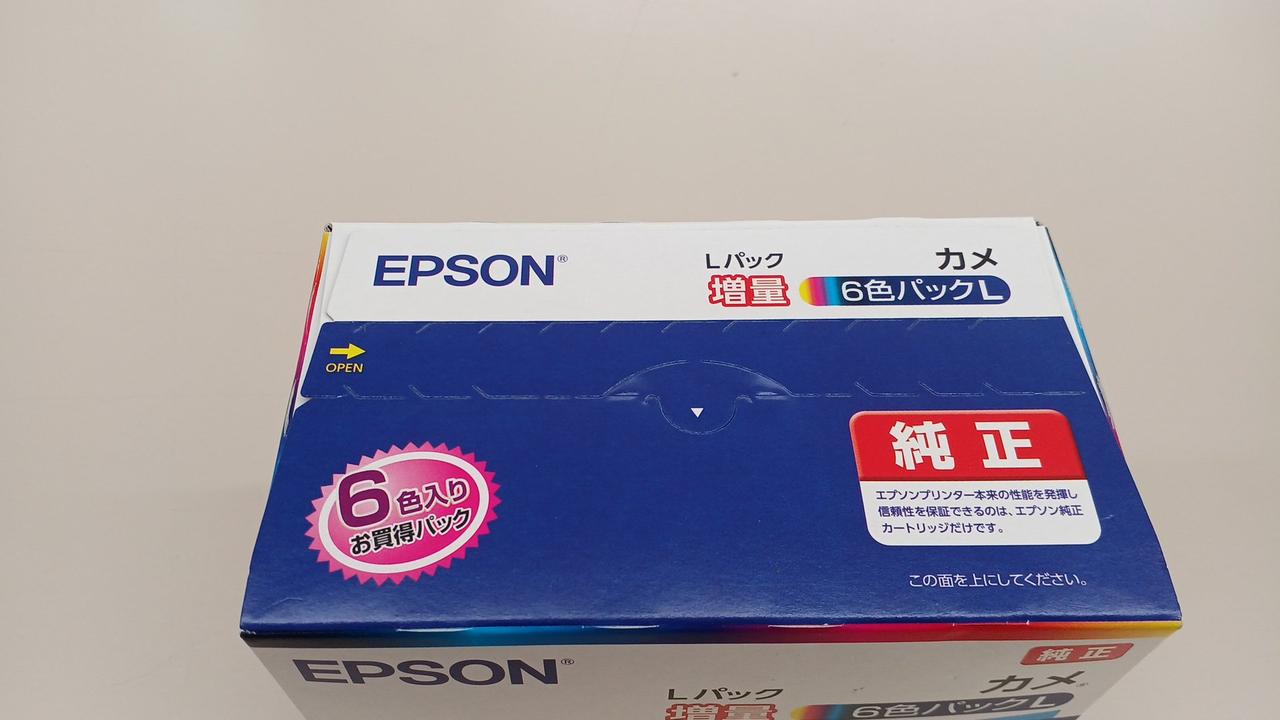 EPSON®
Lパック
増量
カメ
6色パックL
OPEN
6色入り
お買得パック
純正
エプソンプリンター本来の性能を発揮し
信頼性を保証できるのは、エプソン純正
カートリッジだけです。
この面を上にしてください。
EPSON®
純正
Lパック
増量
カメ
6色パックL